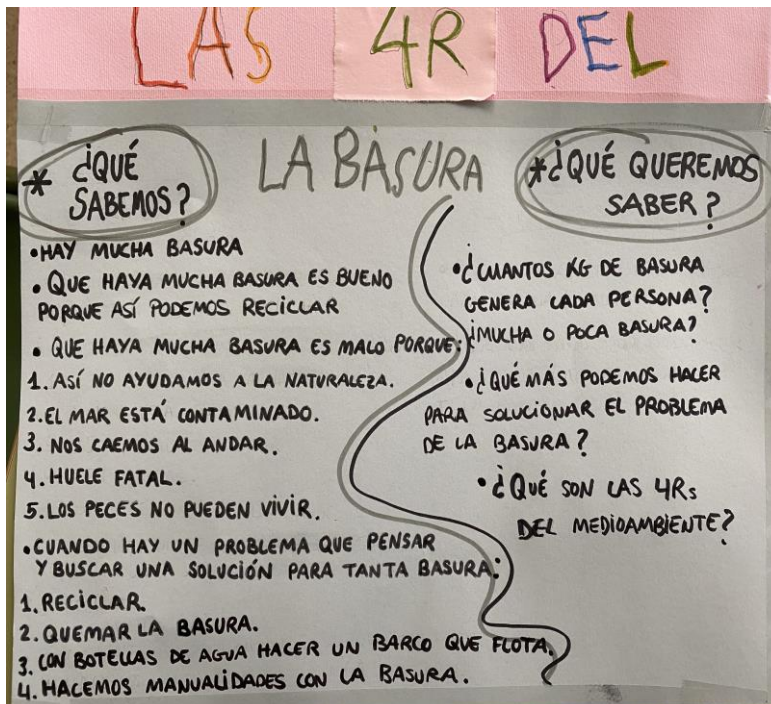 LAS 4R DEL
LA BASURA
* ¿QUÉ
SABEMOS?
•HAY MUCHA BASURA
• QUE HAYA MUCHA BASURA ES BUENO
PORQUE ASÍ PODEMOS RECICLAR
• QUE HAYA MUCHA BASURA ES MALO PORQUE:
1. ASÍ NO AYUDAMOS A LA NATURALEZA.
2. EL MAR ESTÁ CONTAMINADO.
3. NOS CAEMOS AL ANDAR.
4. HUELE FATAL.
5. LOS PECES NO PUEDEN VIVIR.
•CUANDO HAY UN PROBLEMA QUE PENSAR
Y BUSCAR UNA SOLUCIÓN PARA TANTA BASURA:
1. RECICLAR.
2. QUEMAR LA BASURA.
3. CON BOTELLAS DE AGUA HACER UN BARCO QUE FLOTA.
4. HACEMOS MANUALIDADES CON LA BASURA.
*¿QUÉ QUEREMOS
SABER?
•¿CUANTOS KG DE BASURA
GENERA CADA PERSONA?
¿MUCHA O POCA BASURA?
•¿QUÉ MÁS PODEMOS HACER
PARA SOLUCIONAR EL PROBLEMA
DE LA BASURA?
•¿QUÉ SON LAS 4Rs
DEL MEDIOAMBIENTE?